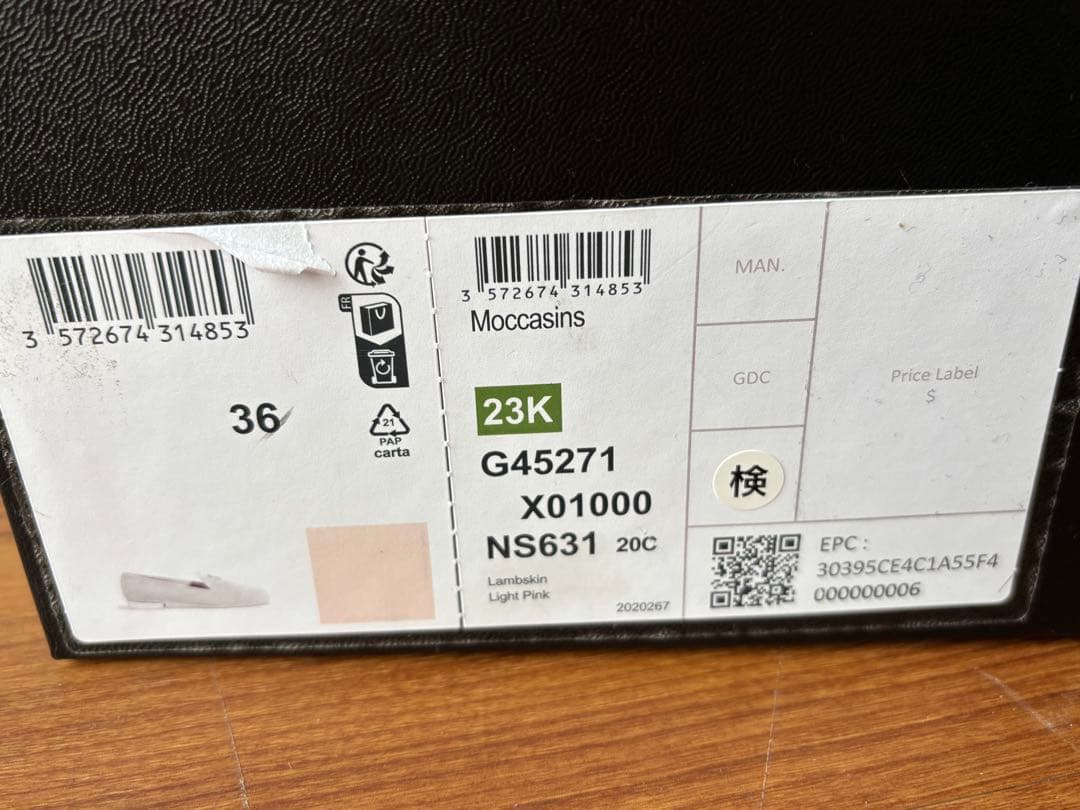 3 572674 314853
FR
36
21
PAP
carta
3 572674 314853
Moccasins
23K
G45271
X01000
NS631 20C
Lambskin
Light Pink
2020267
MAN.
GDC
検
Price Label
$
EPC :
30395CE4C1A55F4
000000006